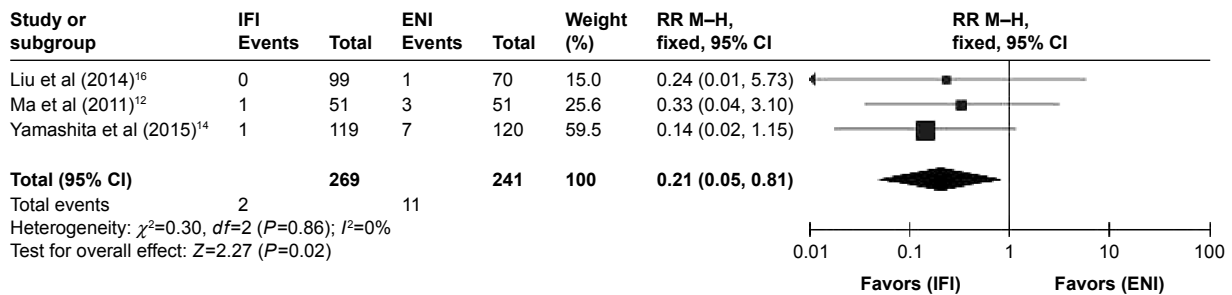 Study or subgroup IFI Events Total ENI Events Total Weight (%) RR M–H, fixed, 95% CI RR M–H, fixed, 95% CI
Liu et al (2014)¹⁶ 0 99 1 70 15.0 0.24 (0.01, 5.73)
Ma et al (2011)¹² 1 51 3 51 25.6 0.33 (0.04, 3.10)
Yamashita et al (2015)¹⁴ 1 119 7 120 59.5 0.14 (0.02, 1.15)
Total (95% CI) 269 241 100 0.21 (0.05, 0.81)
Total events 2 11
Heterogeneity: χ²=0.30, df=2 (P=0.86); I²=0%
Test for overall effect: Z=2.27 (P=0.02)
0.01 0.1 1 10 100
Favors (IFI) Favors (ENI)